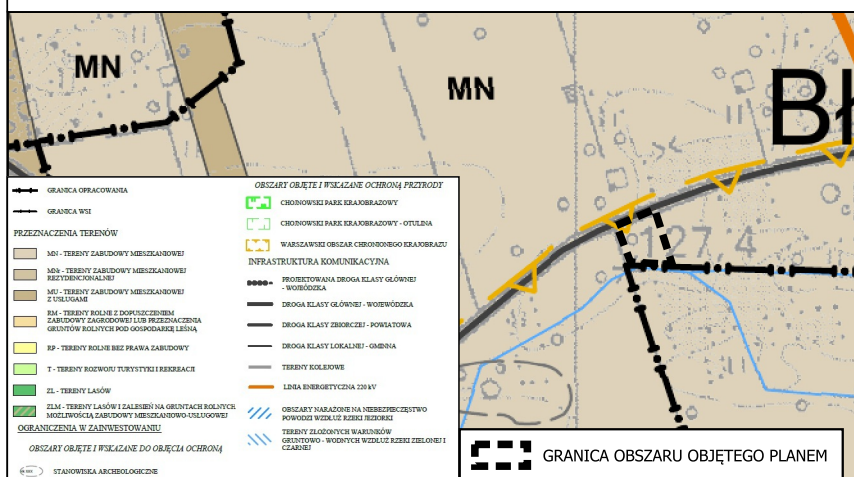 MN
MN
Bł
127,4
GRANICA OPRACOWANIA
GRANICA WSI
PRZEZNACZENIA TERENÓW
MN - TERENY ZABUDOWY MIESZKANIOWEJ
MNr - TERENY ZABUDOWY MIESZKANIOWEJ
REZYDENCJONALNEJ
MU - TERENY ZABUDOWY MIESZKANIOWEJ
Z USŁUGAMI
RM - TERENY ROLNE Z DOPUSZCZENIEM
ZABUDOWY ZAGRODOWEJ LUB PRZEZNACZENIA
GRUNTÓW ROLNYCH POD GOSPODARKĘ LEŚNĄ
RP - TERENY ROLNE BEZ PRAWA ZABUDOWY
T - TERENY ROZWOJU TURYSTYKI I REKREACJI
ZL - TERENY LASÓW
ZLM - TERENY LASÓW I ZALESIEŃ NA GRUNTACH ROLNYCH
MOŻLIWOŚCIĄ ZABUDOWY MIESZKANIOWO-USŁUGOWEJ
OGRANICZENIA W ZAINWESTOWANIU
OBSZARY OBJĘTE I WSKAZANE DO OBJĘCIA OCHRONĄ
STANOWISKA ARCHEOLOGICZNE
OBSZARY OBJĘTE I WSKAZANE OCHRONĄ PRZYRODY
CHOJNOWSKI PARK KRAJOBRAZOWY
CHOJNOWSKI PARK KRAJOBRAZOWY - OTULINA
WARSZAWSKI OBSZAR CHRONIONEGO KRAJOBRAZU
INFRASTRUKTURA KOMUNIKACYJNA
PROJEKTOWANA DROGA KLASY GŁÓWNEJ
- WOJEWÓDZKA
DROGA KLASY GŁÓWNEJ - WOJEWÓDZKA
DROGA KLASY ZBIORCZEJ - POWIATOWA
DROGA KLASY LOKALNEJ - GMINNA
TERENY KOLEJOWE
LINIA ENERGETYCZNA 220 kV
OBSZARY NARAŻONE NA NIEBEZPIECZEŃSTWO
POWODZI WZDŁUŻ RZEKI JEZIORKI
TERENY ZŁOŻONYCH WARUNKÓW
GRUNTOWO - WODNYCH WZDŁUŻ RZEKI ZIELONEJ I
CZARNEJ
GRANICA OBSZARU OBJĘTEGO PLANEM